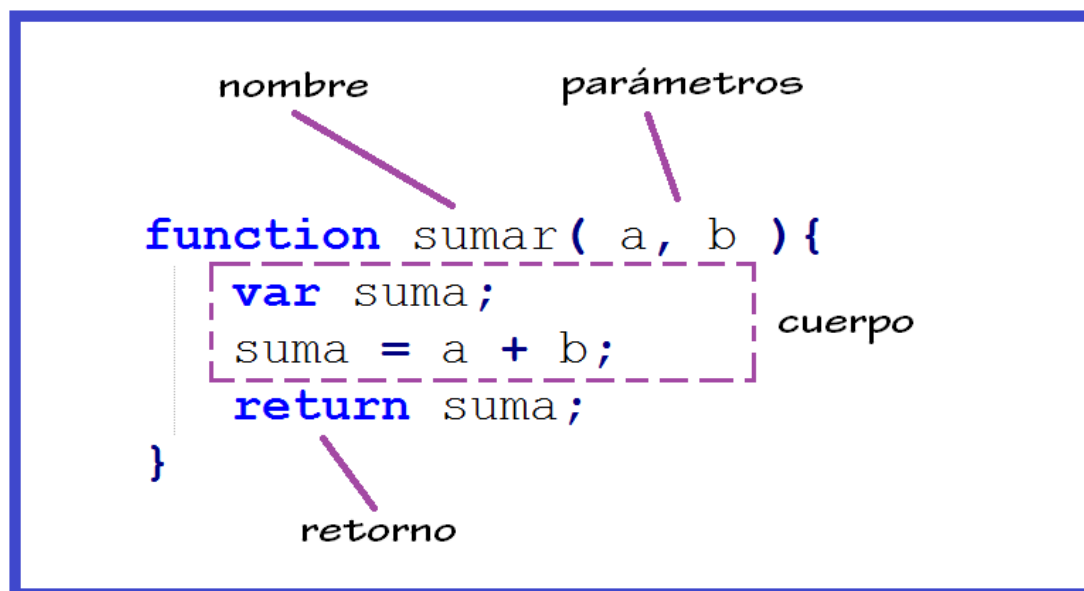 nombre
parámetros
function sumar( a, b ){
var suma;
suma = a + b;
cuerpo
return suma;
}
retorno